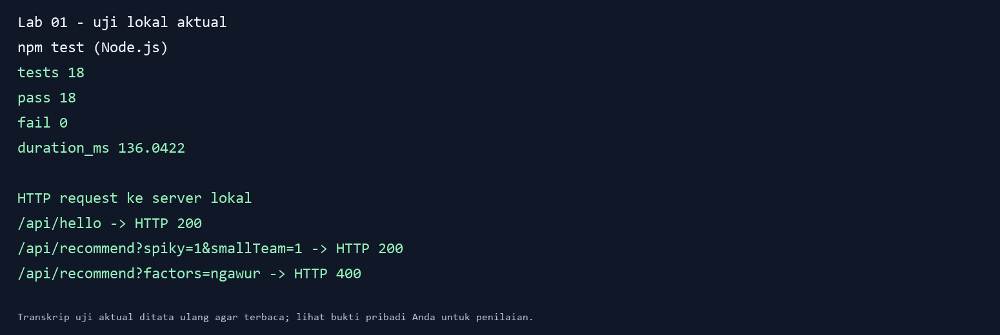 Lab 01 - uji lokal aktual
npm test (Node.js)
tests 18
pass 18
fail 0
duration_ms 136.0422
HTTP request ke server lokal
/api/hello -> HTTP 200
/api/recommend?spiky=1&smallTeam=1 -> HTTP 200
/api/recommend?factors=ngawur -> HTTP 400
Transkrip uji aktual ditata ulang agar terbaca; lihat bukti pribadi Anda untuk penilaian.